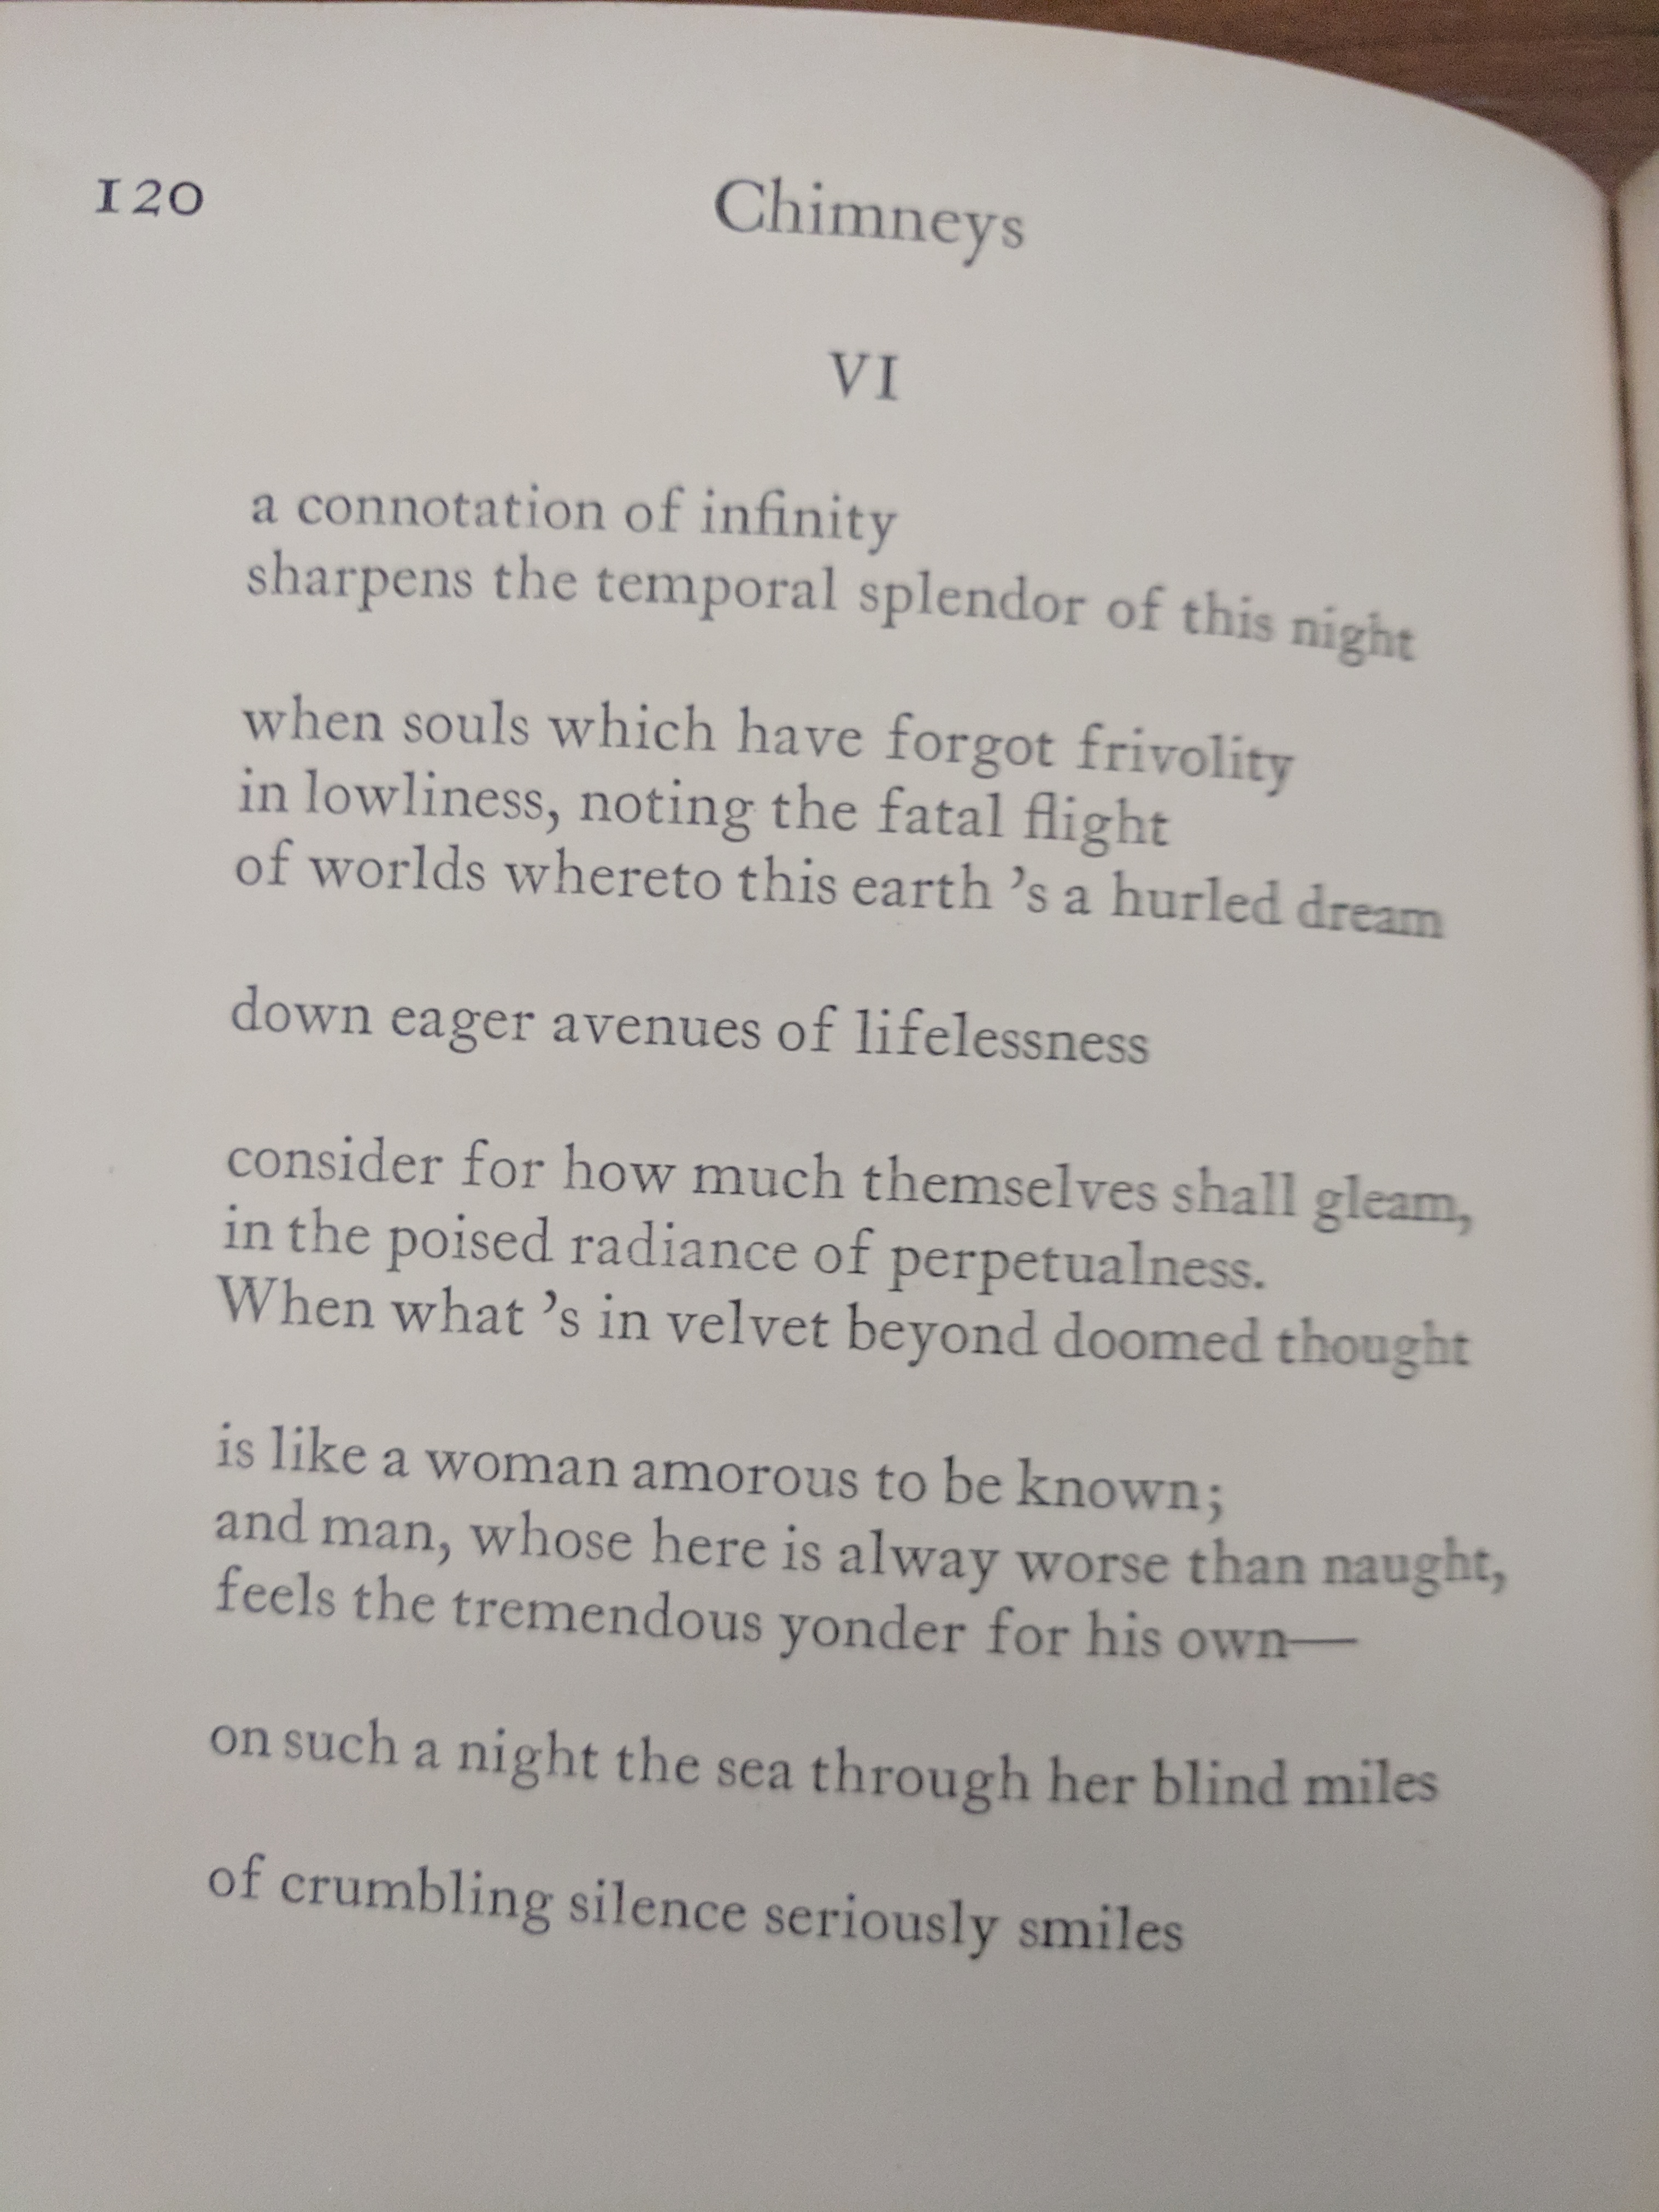 120
Chimneys
VI
a connotation of infinity
sharpens the temporal splendor of this night
when souls which have forgot frivolity
in lowliness, noting the fatal flight
of worlds whereto this earth ’s a hurled dream
down eager avenues of lifelessness
consider for how much themselves shall gleam,
in the poised radiance of perpetualness.
When what ’s in velvet beyond doomed thought
is like a woman amorous to be known;
and man, whose here is alway worse than naught,
feels the tremendous yonder for his own—
on such a night the sea through her blind miles
of crumbling silence seriously smiles